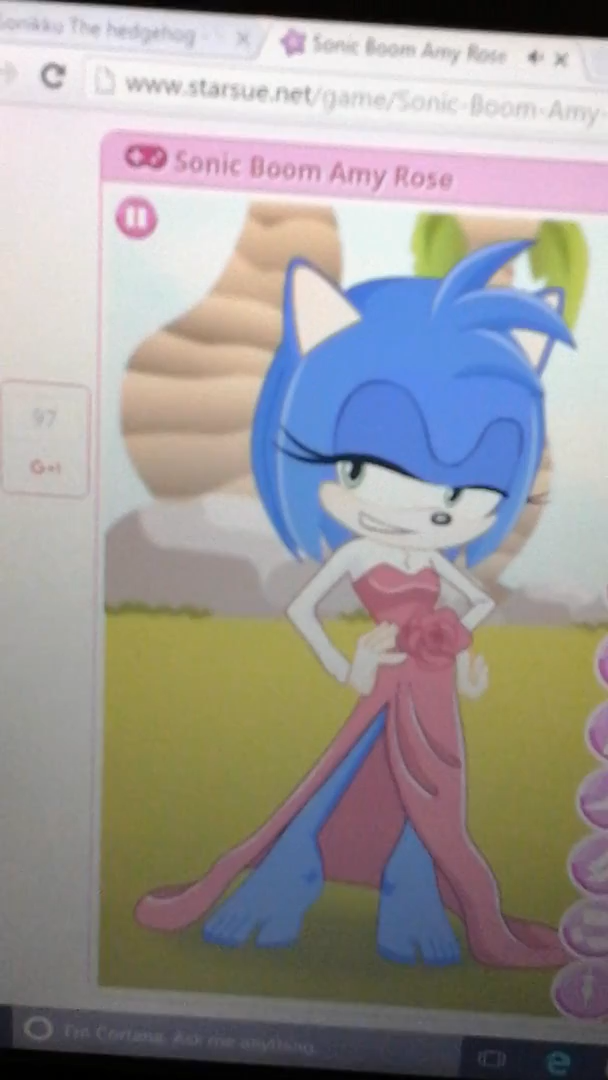 Sonikku The hedgehog
Sonic Boom Amy Rose
www.starsue.net/game/Sonic-Boom-Amy-
Sonic Boom Amy Rose
97
G+1
I'm Cortana. Ask me anything.